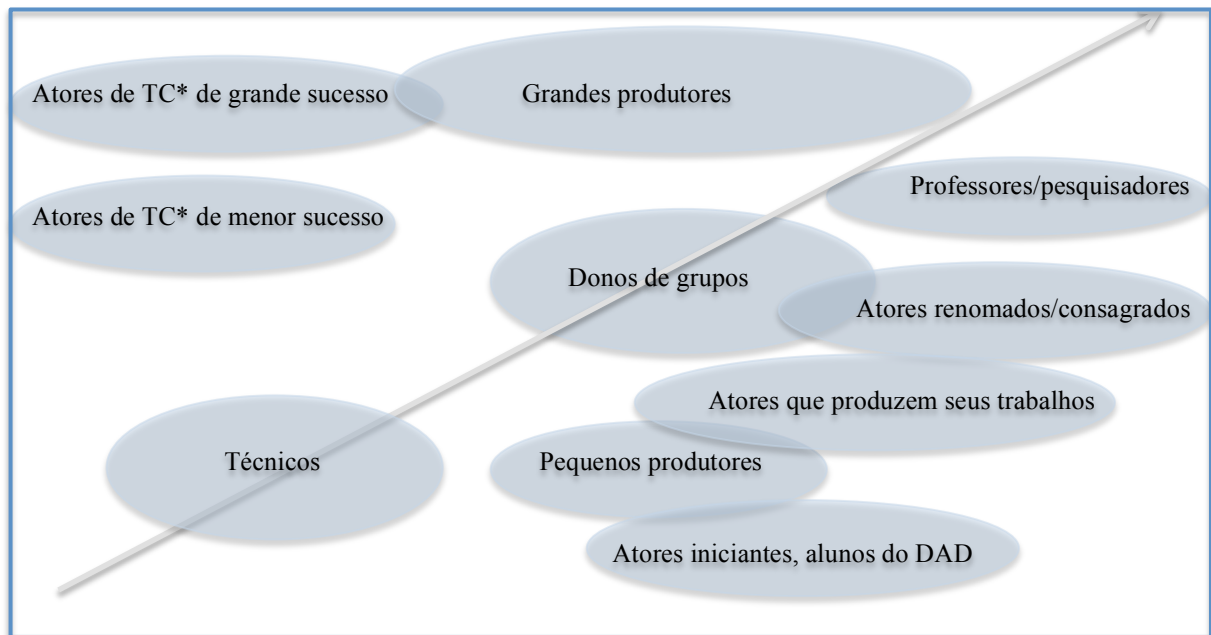 Atores de TC* de grande sucesso
Grandes produtores
Professores/pesquisadores
Atores de TC* de menor sucesso
Donos de grupos
Atores renomados/consagrados
Atores que produzem seus trabalhos
Técnicos
Pequenos produtores
Atores iniciantes, alunos do DAD